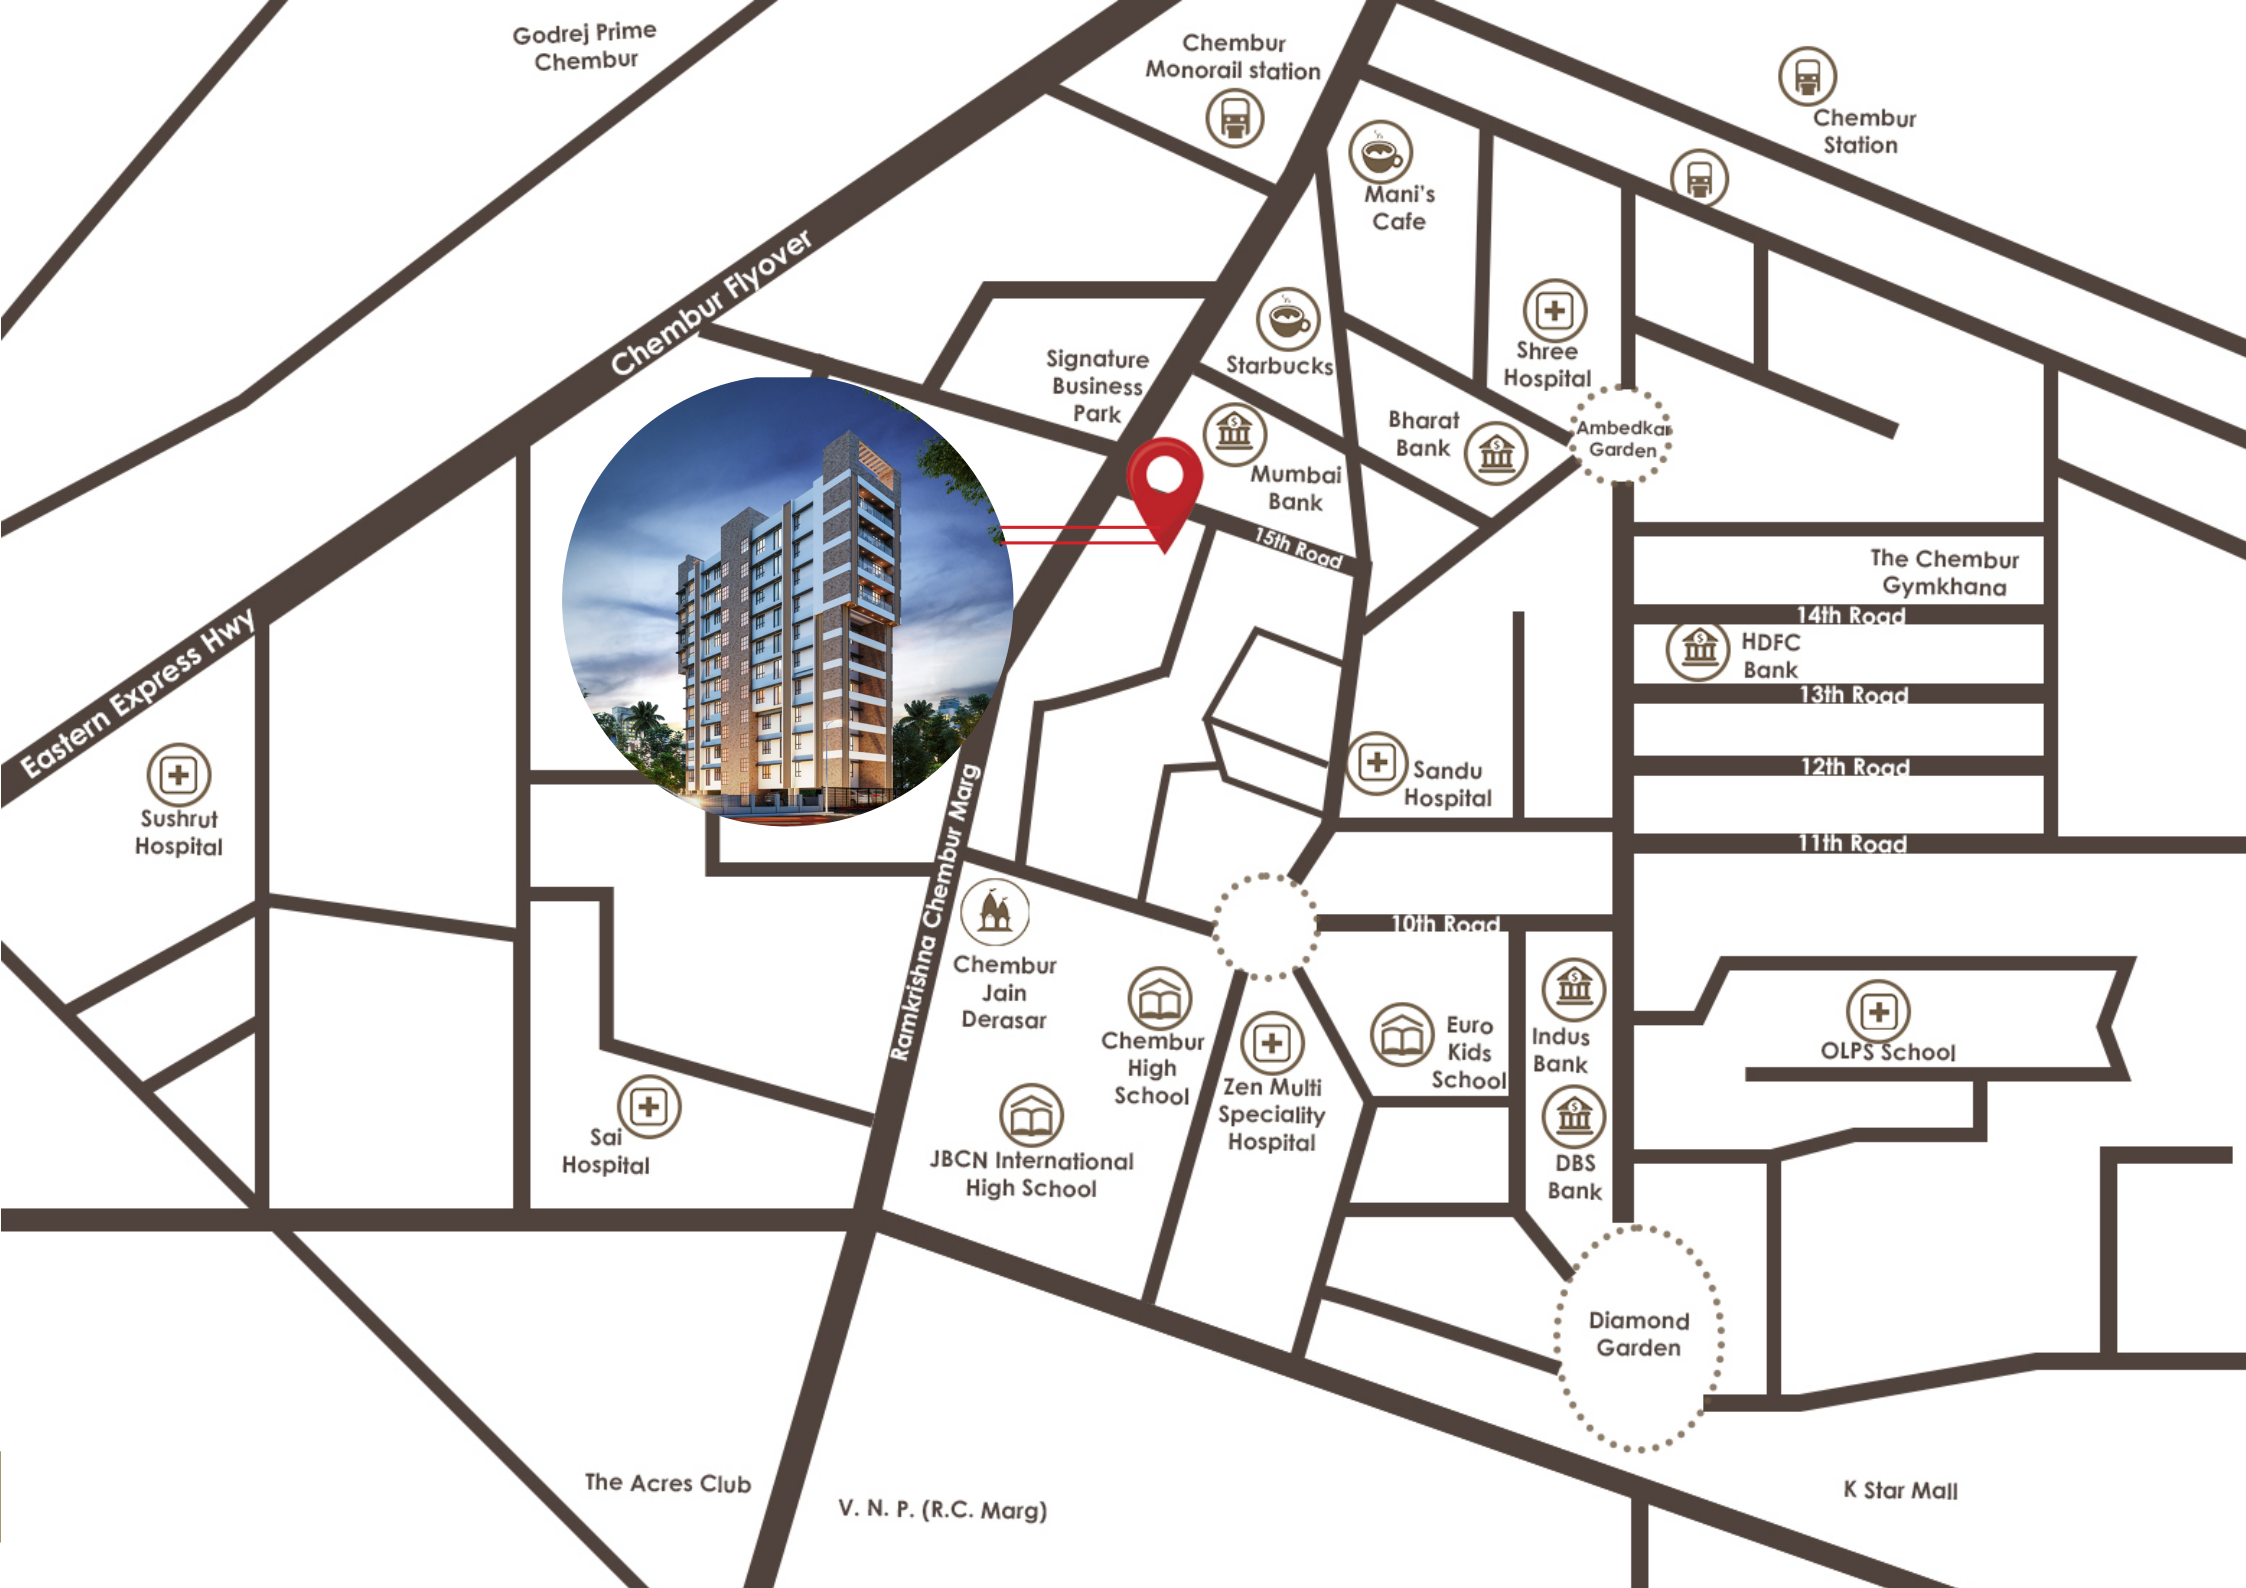 Godrej Prime
Chembur
Chembur
Monorail station
Chembur
Station
Mani's
Cafe
Chembur Flyover
Signature
Business
Park
Starbucks
Shree
Hospital
Bharat
Bank
Ambedkar
Garden
Mumbai
Bank
15th Road
The Chembur
Gymkhana
14th Road
HDFC
Bank
13th Road
12th Road
11th Road
Eastern Express Hwy
Sushrut
Hospital
Sandu
Hospital
Ramkrishna Chembur Marg
10th Road
Chembur
Jain
Derasar
Chembur
High
School
Euro
Kids
School
Indus
Bank
OLPS School
Zen Multi
Speciality
Hospital
Sai
Hospital
JBCN International
High School
DBS
Bank
Diamond
Garden
The Acres Club
V. N. P. (R.C. Marg)
K Star Mall